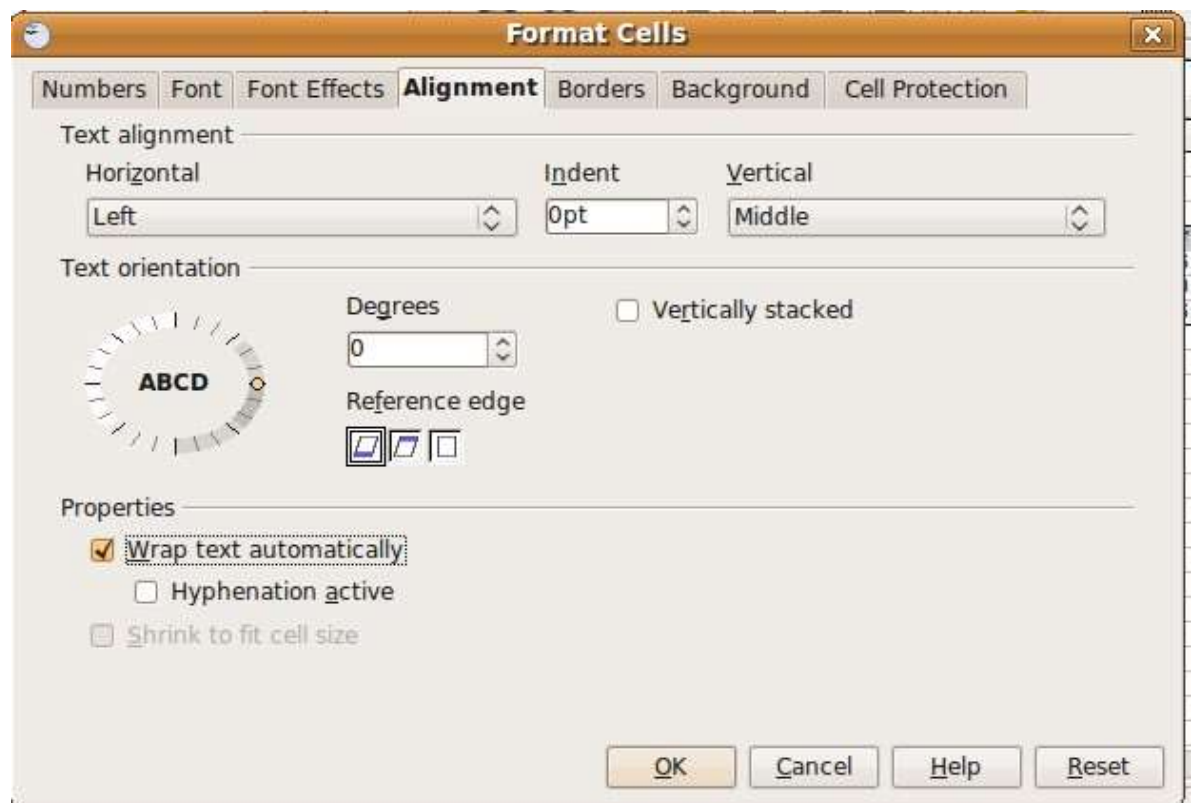 Format Cells
Numbers Font Font Effects Alignment Borders Background Cell Protection
Text alignment
Horizontal Indent Vertical
Left 0pt Middle
Text orientation
Degrees Vertically stacked
0
ABCD
Reference edge
Properties
Wrap text automatically
Hyphenation active
Shrink to fit cell size
OK Cancel Help Reset